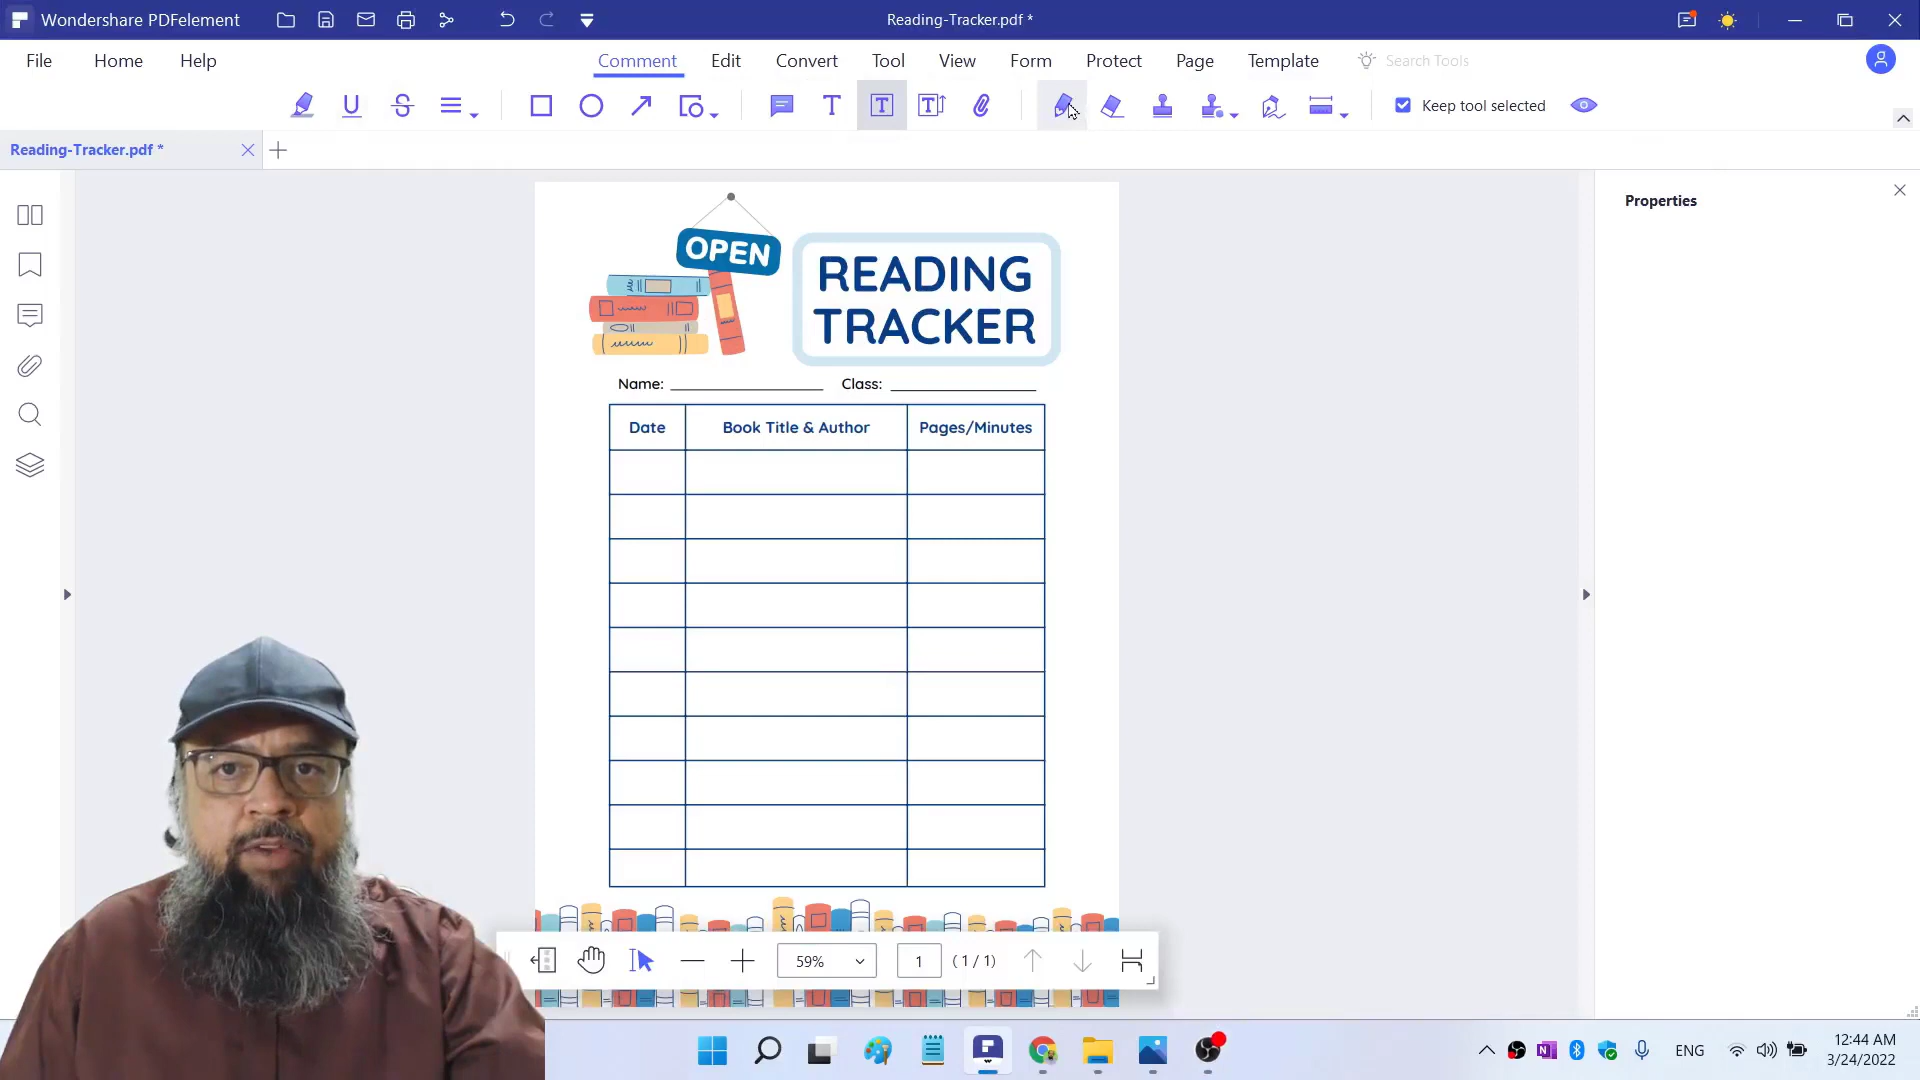 Wondershare PDFelement
Reading-Tracker.pdf *
File
Home
Help
Comment
Edit
Convert
Tool
View
Form
Protect
Page
Template
Search Tools
Keep tool selected
Reading-Tracker.pdf *
Properties
OPEN
READING
TRACKER
Name:
Class:
Date
Book Title & Author
Pages/Minutes
59%
1
( 1 / 1 )
ENG
12:44 AM
3/24/2022